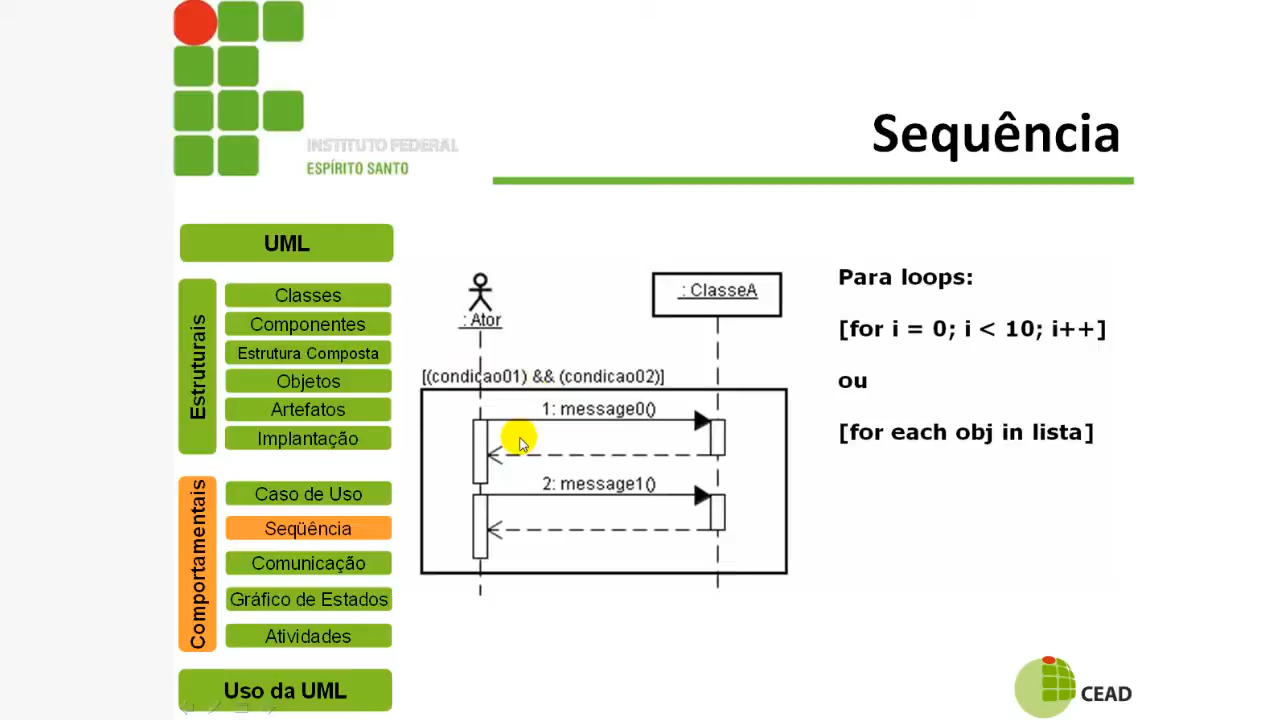 INSTITUTO FEDERAL
ESPÍRITO SANTO
Sequência
UML
Estruturais
Classes
Componentes
Estrutura Composta
Objetos
Artefatos
Implantação
Comportamentais
Caso de Uso
Seqüência
Comunicação
Gráfico de Estados
Atividades
Uso da UML
: Ator
: ClasseA
[(condicao01) && (condicao02)]
1: message0()
2: message1()
Para loops:
[for i = 0; i < 10; i++]
ou
[for each obj in lista]
CEAD